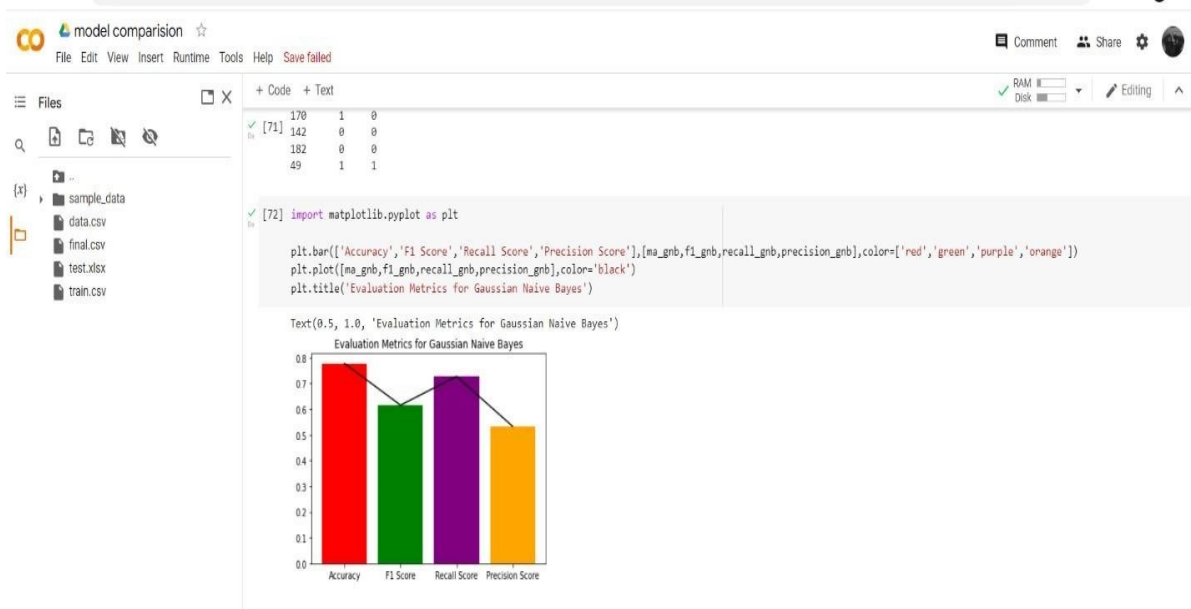 model comparision
File Edit View Insert Runtime Tools Help Save failed
Comment Share
Files
+ Code + Text
RAM
Disk
Editing
[71]
170 1 0
142 0 0
182 0 0
49 1 1
{x}
..
sample_data
data.csv
final.csv
test.xlsx
train.csv
[72] import matplotlib.pyplot as plt
plt.bar(['Accuracy','F1 Score','Recall Score','Precision Score'],[ma_gnb,f1_gnb,recall_gnb,precision_gnb],color=['red','green','purple','orange'])
plt.plot([ma_gnb,f1_gnb,recall_gnb,precision_gnb],color='black')
plt.title('Evaluation Metrics for Gaussian Naive Bayes')
Text(0.5, 1.0, 'Evaluation Metrics for Gaussian Naive Bayes')
Evaluation Metrics for Gaussian Naive Bayes
0.8
0.7
0.6
0.5
0.4
0.3
0.2
0.1
0.0
Accuracy F1 Score Recall Score Precision Score